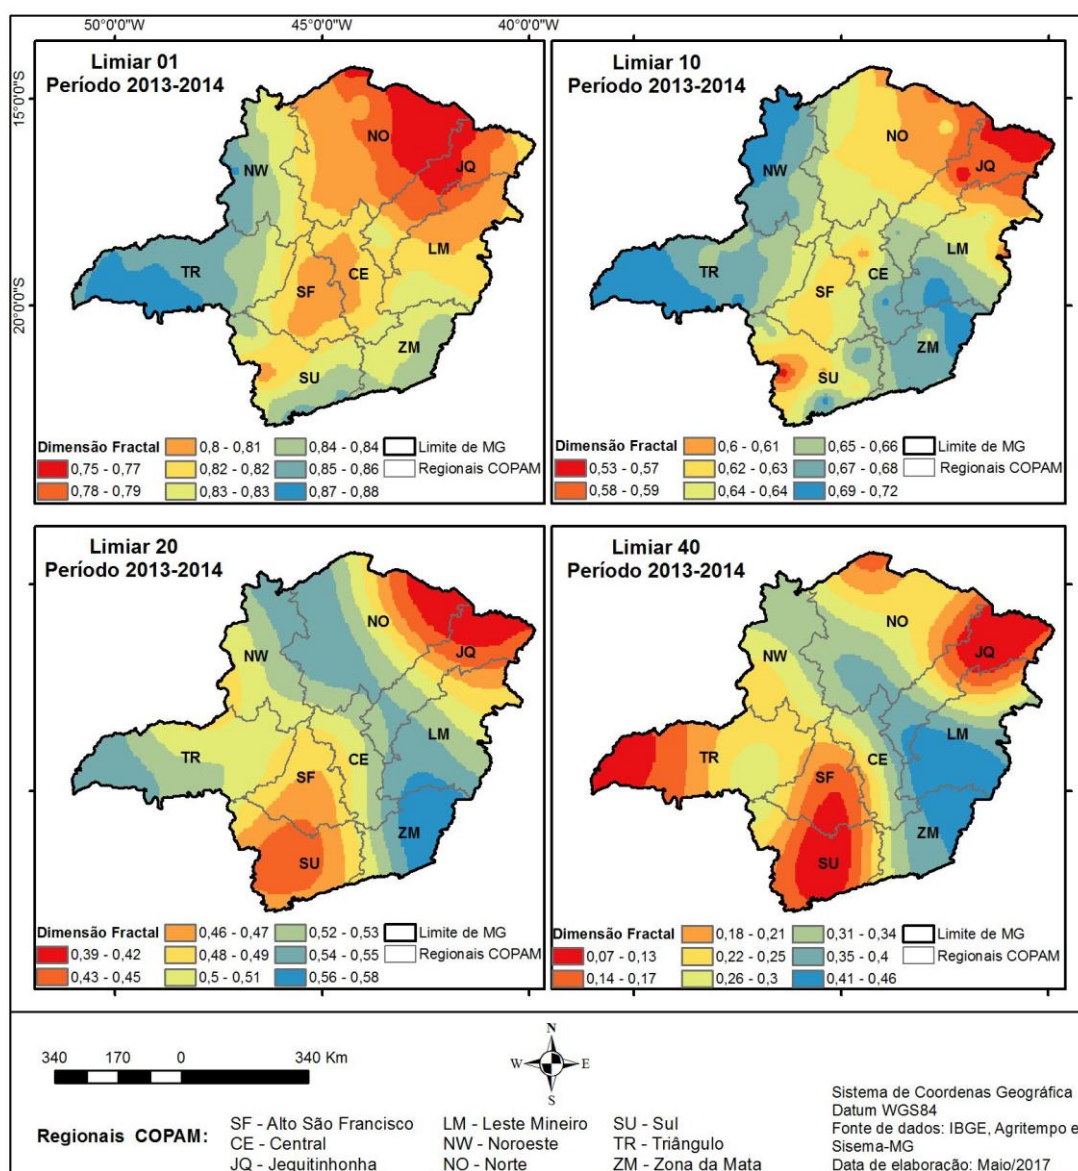 50°0'0"W 45°0'0"W 40°0'0"W
15°0'0"S
20°0'0"S
Limiar 01
Período 2013-2014
NO
NW
JQ
TR
LM
CE
SF
ZM
SU
Dimensão Fractal
0,75 - 0,77
0,78 - 0,79
0,8 - 0,81
0,82 - 0,82
0,83 - 0,83
0,84 - 0,84
0,85 - 0,86
0,87 - 0,88
Limite de MG
Regionais COPAM
Limiar 10
Período 2013-2014
NO
NW
JQ
TR
LM
CE
SF
ZM
SU
Dimensão Fractal
0,53 - 0,57
0,58 - 0,59
0,6 - 0,61
0,62 - 0,63
0,64 - 0,64
0,65 - 0,66
0,67 - 0,68
0,69 - 0,72
Limite de MG
Regionais COPAM
Limiar 20
Período 2013-2014
NO
NW
JQ
TR
LM
CE
SF
ZM
SU
Dimensão Fractal
0,39 - 0,42
0,43 - 0,45
0,46 - 0,47
0,48 - 0,49
0,5 - 0,51
0,52 - 0,53
0,54 - 0,55
0,56 - 0,58
Limite de MG
Regionais COPAM
Limiar 40
Período 2013-2014
NO
NW
JQ
TR
LM
CE
SF
ZM
SU
Dimensão Fractal
0,07 - 0,13
0,14 - 0,17
0,18 - 0,21
0,22 - 0,25
0,26 - 0,3
0,31 - 0,34
0,35 - 0,4
0,41 - 0,46
Limite de MG
Regionais COPAM
340 170 0 340 Km
N
W E
S
Regionais COPAM:
SF - Alto São Francisco
CE - Central
JQ - Jequitinhonha
LM - Leste Mineiro
NW - Noroeste
NO - Norte
SU - Sul
TR - Triângulo
ZM - Zona da Mata
Sistema de Coordenas Geográfica
Datum WGS84
Fonte de dados: IBGE, Agritempo e
Sisema-MG
Data de elaboração: Maio/2017